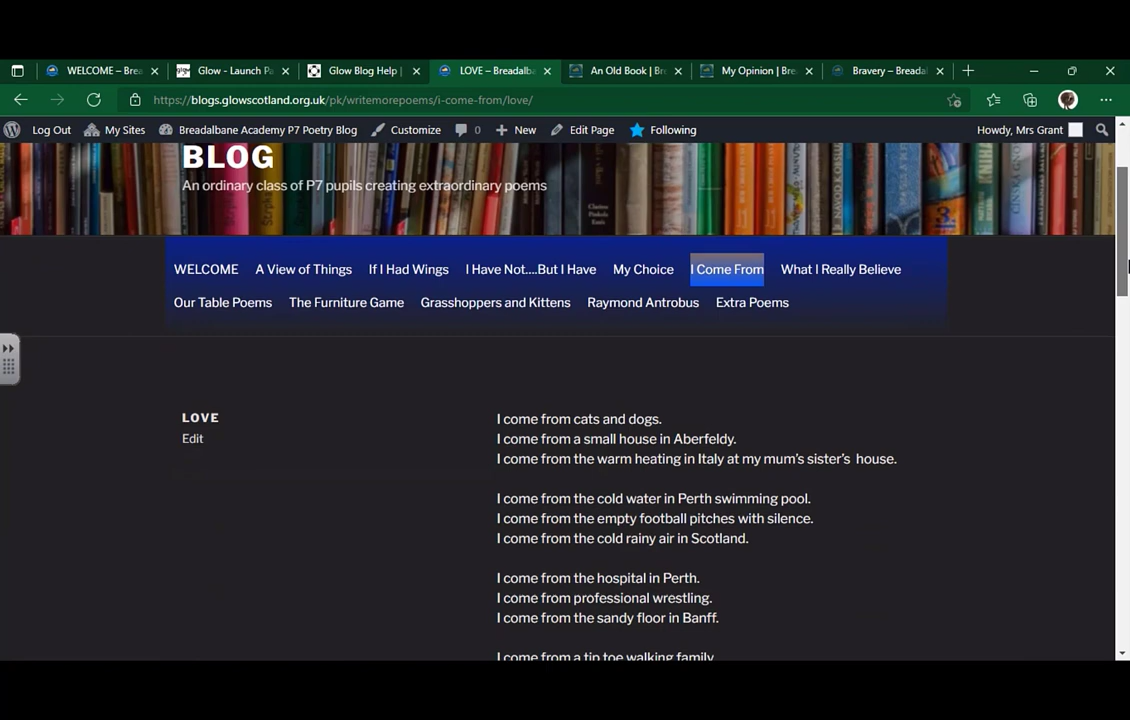 WELCOME – Brea
Glow - Launch Pa
Glow Blog Help |
LOVE – Breadalba
An Old Book | Bre
My Opinion | Brea
Bravery – Breadal
https://blogs.glowscotland.org.uk/pk/writemorepoems/i-come-from/love/
Log Out My Sites Breadalbane Academy P7 Poetry Blog Customize 0 New Edit Page Following Howdy, Mrs Grant
BLOG
An ordinary class of P7 pupils creating extraordinary poems
WELCOME A View of Things If I Had Wings I Have Not....But I Have My Choice I Come From What I Really Believe
Our Table Poems The Furniture Game Grasshoppers and Kittens Raymond Antrobus Extra Poems
LOVE
Edit
I come from cats and dogs.
I come from a small house in Aberfeldy.
I come from the warm heating in Italy at my mum's sister's house.
I come from the cold water in Perth swimming pool.
I come from the empty football pitches with silence.
I come from the cold rainy air in Scotland.
I come from the hospital in Perth.
I come from professional wrestling.
I come from the sandy floor in Banff.
I come from a tip toe walking family